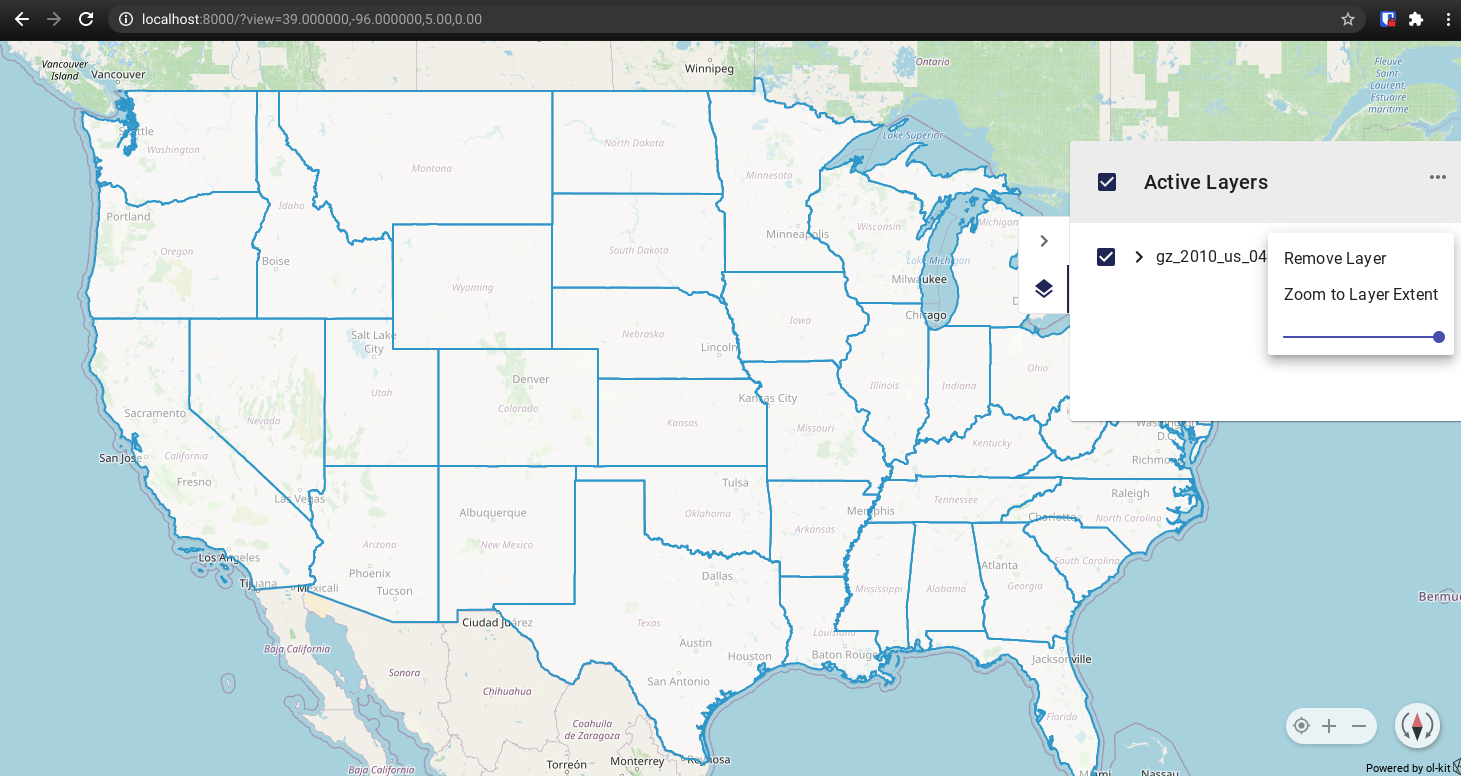 localhost:8000/?view=39.000000,-96.000000,5.00,0.00
Vancouver
Island
Vancouver
Winnipeg
Ontario
Fleuve
Saint-
Laurent,
Estuaire
maritime
Seattle
Washington
Montana
North Dakota
Minnesota
Lake Superior
Active Layers
Portland
Idaho
Oregon
Boise
South Dakota
Minneapolis
Wisconsin
Michigan
Lake Michigan
gz_2010_us_04
Remove Layer
Zoom to Layer Extent
Wyoming
Milwaukee
Chicago
Salt Lake
City
Nebraska
Iowa
Lincoln
Utah
Denver
Colorado
Illinois
Indiana
Ohio
Kansas City
Sacramento
Nevada
Kansas
Missouri
Washington
D.C.
San Jose
California
Kentucky
Richmo
Fresno
Las Vegas
Tulsa
Tennessee
Raleigh
Albuquerque
Oklahoma
Memphis
Charlotte
North Carolina
Arkansas
Los Angeles
Arizona
New Mexico
Atlanta
South Carolina
Tijuana
Mexicali
Phoenix
Tucson
Dallas
Mississippi
Alabama
Georgia
Bermu
Ciudad Juárez
Texas
Louisiana
Baja California
Austin
Houston
Baton Rouge
Jacksonville
Sonora
San Antonio
Chihuahua
Florida
Coahuila
de Zaragoza
Torreón
Monterrey
Reynosa
Baja California
Miami
Nassau
Powered by ol-kit